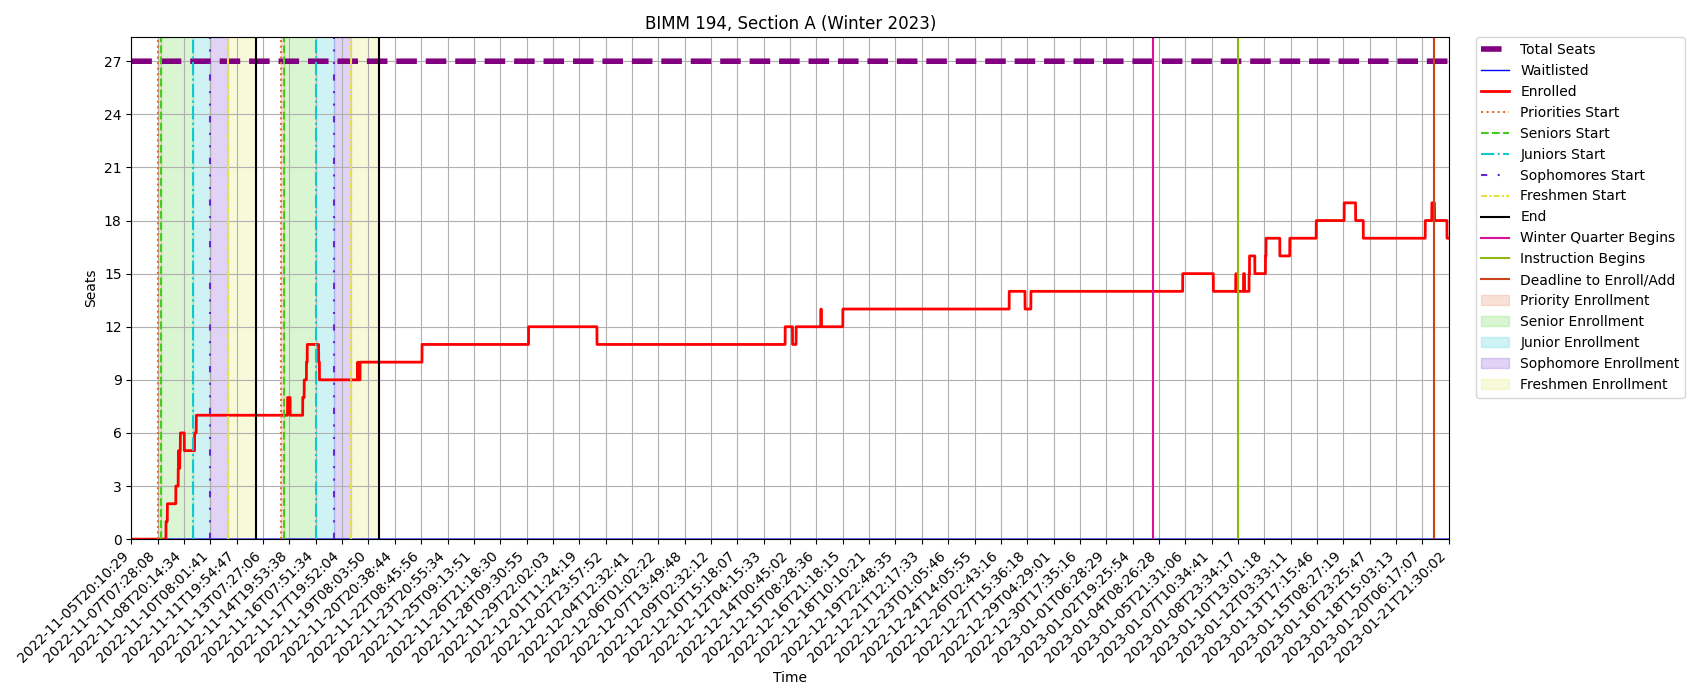 BIMM 194, Section A (Winter 2023)
Seats
27
24
21
18
15
12
9
6
3
0
2022-11-05T20:10:29
2022-11-07T07:28:08
2022-11-08T20:14:34
2022-11-10T08:01:41
2022-11-11T19:54:47
2022-11-13T07:27:06
2022-11-14T19:53:38
2022-11-16T07:51:34
2022-11-17T19:52:04
2022-11-19T08:03:50
2022-11-20T20:38:44
2022-11-22T08:45:56
2022-11-23T20:55:34
2022-11-25T09:13:51
2022-11-26T21:18:30
2022-11-28T09:30:55
2022-11-29T22:02:03
2022-12-01T11:24:19
2022-12-02T23:57:52
2022-12-04T12:32:41
2022-12-06T01:02:22
2022-12-07T13:49:48
2022-12-09T02:32:12
2022-12-10T15:18:07
2022-12-12T04:15:33
2022-12-14T00:45:02
2022-12-15T08:28:36
2022-12-16T21:18:15
2022-12-18T10:10:21
2022-12-19T22:48:35
2022-12-21T12:17:33
2022-12-23T01:05:46
2022-12-24T14:05:55
2022-12-26T02:43:16
2022-12-27T15:36:18
2022-12-29T04:29:01
2022-12-30T17:35:16
2023-01-01T06:28:29
2023-01-02T19:25:54
2023-01-04T08:26:28
2023-01-05T21:31:06
2023-01-07T10:34:41
2023-01-08T23:34:17
2023-01-10T13:01:18
2023-01-12T03:33:11
2023-01-13T17:15:46
2023-01-15T08:27:19
2023-01-16T23:25:47
2023-01-18T15:03:13
2023-01-20T06:17:07
2023-01-21T21:30:02
Time
Total Seats
Waitlisted
Enrolled
Priorities Start
Seniors Start
Juniors Start
Sophomores Start
Freshmen Start
End
Winter Quarter Begins
Instruction Begins
Deadline to Enroll/Add
Priority Enrollment
Senior Enrollment
Junior Enrollment
Sophomore Enrollment
Freshmen Enrollment